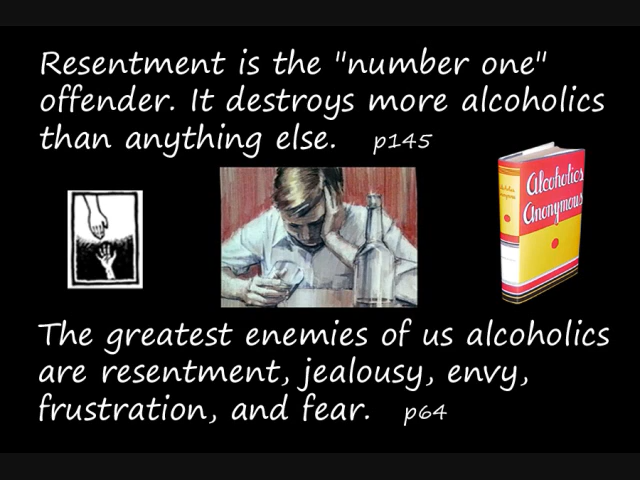 Resentment is the "number one"
offender. It destroys more alcoholics
than anything else. p145
Alcoholics
Anonymous
The greatest enemies of us alcoholics
are resentment, jealousy, envy,
frustration, and fear. p64